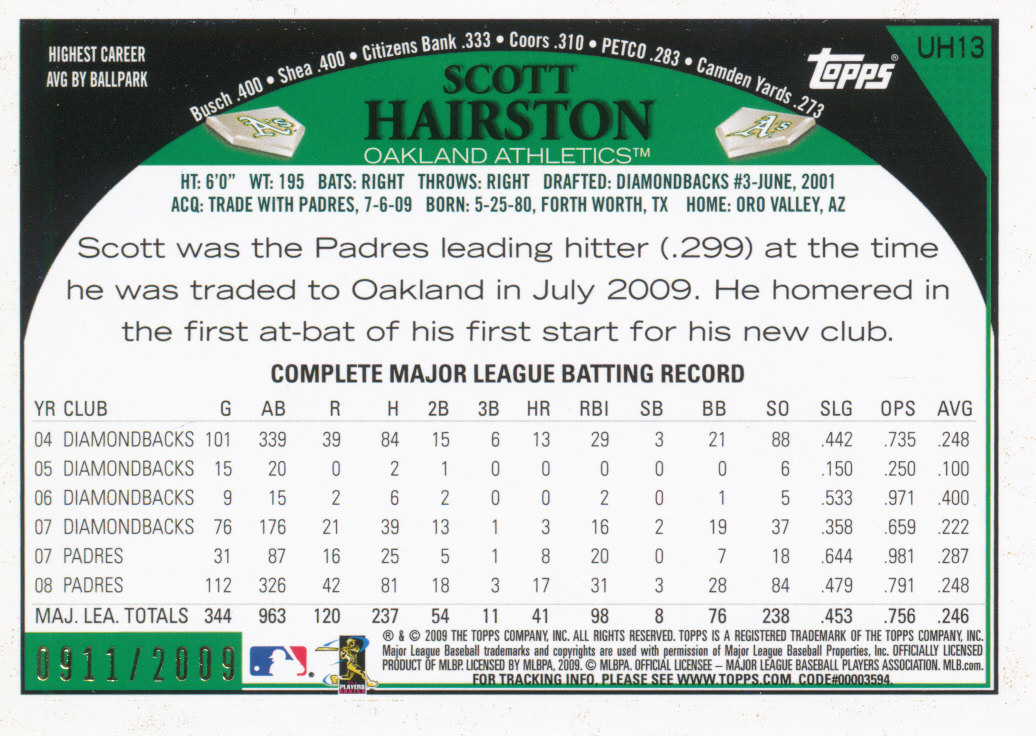 HIGHEST CAREER
AVG BY BALLPARK
Busch .400 • Shea .400 • Citizens Bank .333 • Coors .310 • PETCO .283 • Camden Yards .273
Topps®
UH13
A's
A's
SCOTT
HAIRSTON
OAKLAND ATHLETICS™
HT: 6'0" WT: 195 BATS: RIGHT THROWS: RIGHT DRAFTED: DIAMONDBACKS #3-JUNE, 2001
ACQ: TRADE WITH PADRES, 7-6-09 BORN: 5-25-80, FORTH WORTH, TX HOME: ORO VALLEY, AZ
Scott was the Padres leading hitter (.299) at the time
he was traded to Oakland in July 2009. He homered in
the first at-bat of his first start for his new club.
COMPLETE MAJOR LEAGUE BATTING RECORD
YR CLUB G AB R H 2B 3B HR RBI SB BB SO SLG OPS AVG
04 DIAMONDBACKS 101 339 39 84 15 6 13 29 3 21 88 .442 .735 .248
05 DIAMONDBACKS 15 20 0 2 1 0 0 0 0 0 6 .150 .250 .100
06 DIAMONDBACKS 9 15 2 6 2 0 0 2 0 1 5 .533 .971 .400
07 DIAMONDBACKS 76 176 21 39 13 1 3 16 2 19 37 .358 .659 .222
07 PADRES 31 87 16 25 5 1 8 20 0 7 18 .644 .981 .287
08 PADRES 112 326 42 81 18 3 17 31 3 28 84 .479 .791 .248
MAJ. LEA. TOTALS 344 963 120 237 54 11 41 98 8 76 238 .453 .756 .246
0911/2009
PLAYERS
® & © 2009 THE TOPPS COMPANY, INC. ALL RIGHTS RESERVED. TOPPS IS A REGISTERED TRADEMARK OF THE TOPPS COMPANY, INC.
Major League Baseball trademarks and copyrights are used with permission of Major League Baseball Properties, Inc. OFFICIALLY LICENSED
PRODUCT OF MLBP. LICENSED BY MLBPA, 2009. © MLBPA. OFFICIAL LICENSEE – MAJOR LEAGUE BASEBALL PLAYERS ASSOCIATION. MLB.com.
FOR TRACKING INFO, PLEASE SEE WWW.TOPPS.COM. CODE#00003594.